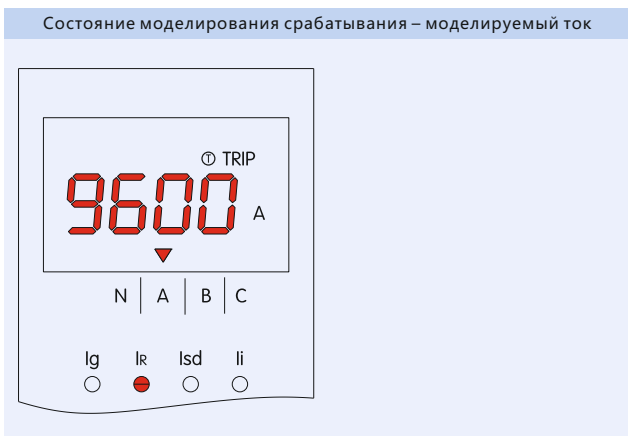 Состояние моделирования срабатывания – моделируемый ток
Ⓣ TRIP
9600 A
N A B C
Ig IR Isd Ii